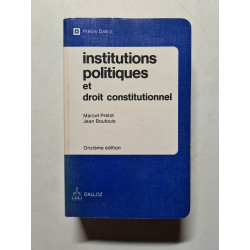 Précis Dalloz
institutions
politiques
et
droit constitutionnel
Marcel Prélot
Jean Boulouis
Onzième édition
DALLOZ